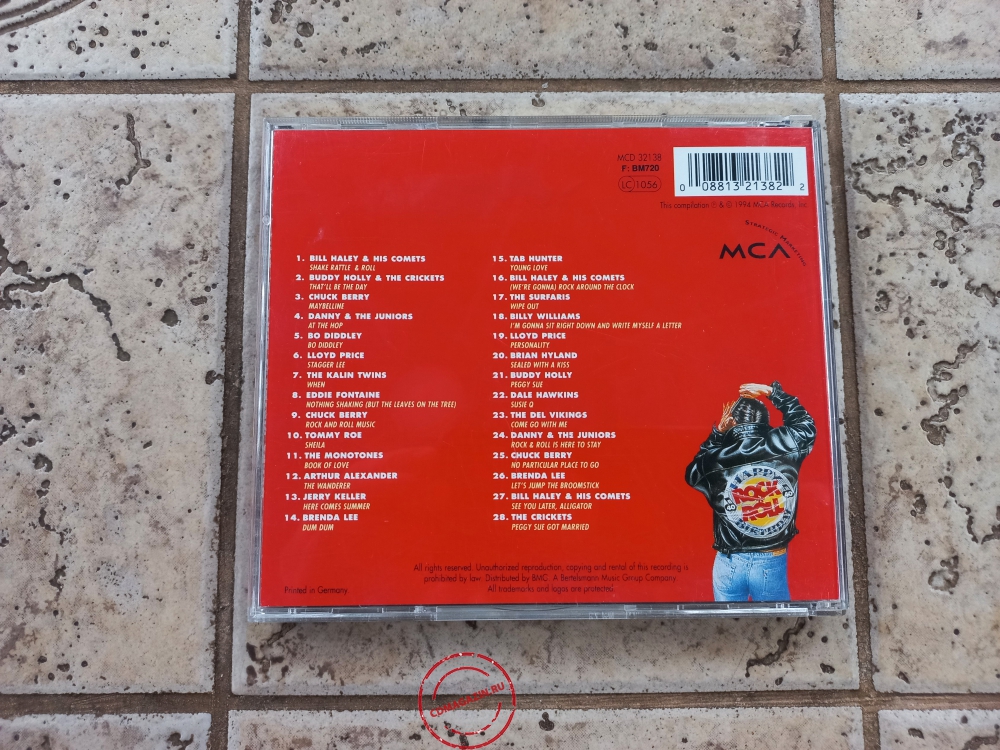 MCD 32138
F: BM720
LC 1056
0 08813 21382 2
This compilation ℗ & © 1994 MCA Records, Inc.
STRATEGIC MARKETING
MCA
1. BILL HALEY & HIS COMETS
SHAKE RATTLE & ROLL
2. BUDDY HOLLY & THE CRICKETS
THAT'LL BE THE DAY
3. CHUCK BERRY
MAYBELLINE
4. DANNY & THE JUNIORS
AT THE HOP
5. BO DIDDLEY
BO DIDDLEY
6. LLOYD PRICE
STAGGER LEE
7. THE KALIN TWINS
WHEN
8. EDDIE FONTAINE
NOTHING SHAKING (BUT THE LEAVES ON THE TREE)
9. CHUCK BERRY
ROCK AND ROLL MUSIC
10. TOMMY ROE
SHEILA
11. THE MONOTONES
BOOK OF LOVE
12. ARTHUR ALEXANDER
THE WANDERER
13. JERRY KELLER
HERE COMES SUMMER
14. BRENDA LEE
DUM DUM
15. TAB HUNTER
YOUNG LOVE
16. BILL HALEY & HIS COMETS
(WE'RE GONNA) ROCK AROUND THE CLOCK
17. THE SURFARIS
WIPE OUT
18. BILLY WILLIAMS
I'M GONNA SIT RIGHT DOWN AND WRITE MYSELF A LETTER
19. LLOYD PRICE
PERSONALITY
20. BRIAN HYLAND
SEALED WITH A KISS
21. BUDDY HOLLY
PEGGY SUE
22. DALE HAWKINS
SUSIE Q
23. THE DEL VIKINGS
COME GO WITH ME
24. DANNY & THE JUNIORS
ROCK & ROLL IS HERE TO STAY
25. CHUCK BERRY
NO PARTICULAR PLACE TO GO
26. BRENDA LEE
LET'S JUMP THE BROOMSTICK
27. BILL HALEY & HIS COMETS
SEE YOU LATER, ALLIGATOR
28. THE CRICKETS
PEGGY SUE GOT MARRIED
HAPPY
40
ROCK
N
ROLL
BIRTHDAY
All rights reserved. Unauthorized reproduction, copying and rental of this recording is
prohibited by law. Distributed by BMG. A Bertelsmann Music Group Company.
All trademarks and logos are protected.
Printed in Germany.
CDMAGAZIN.RU